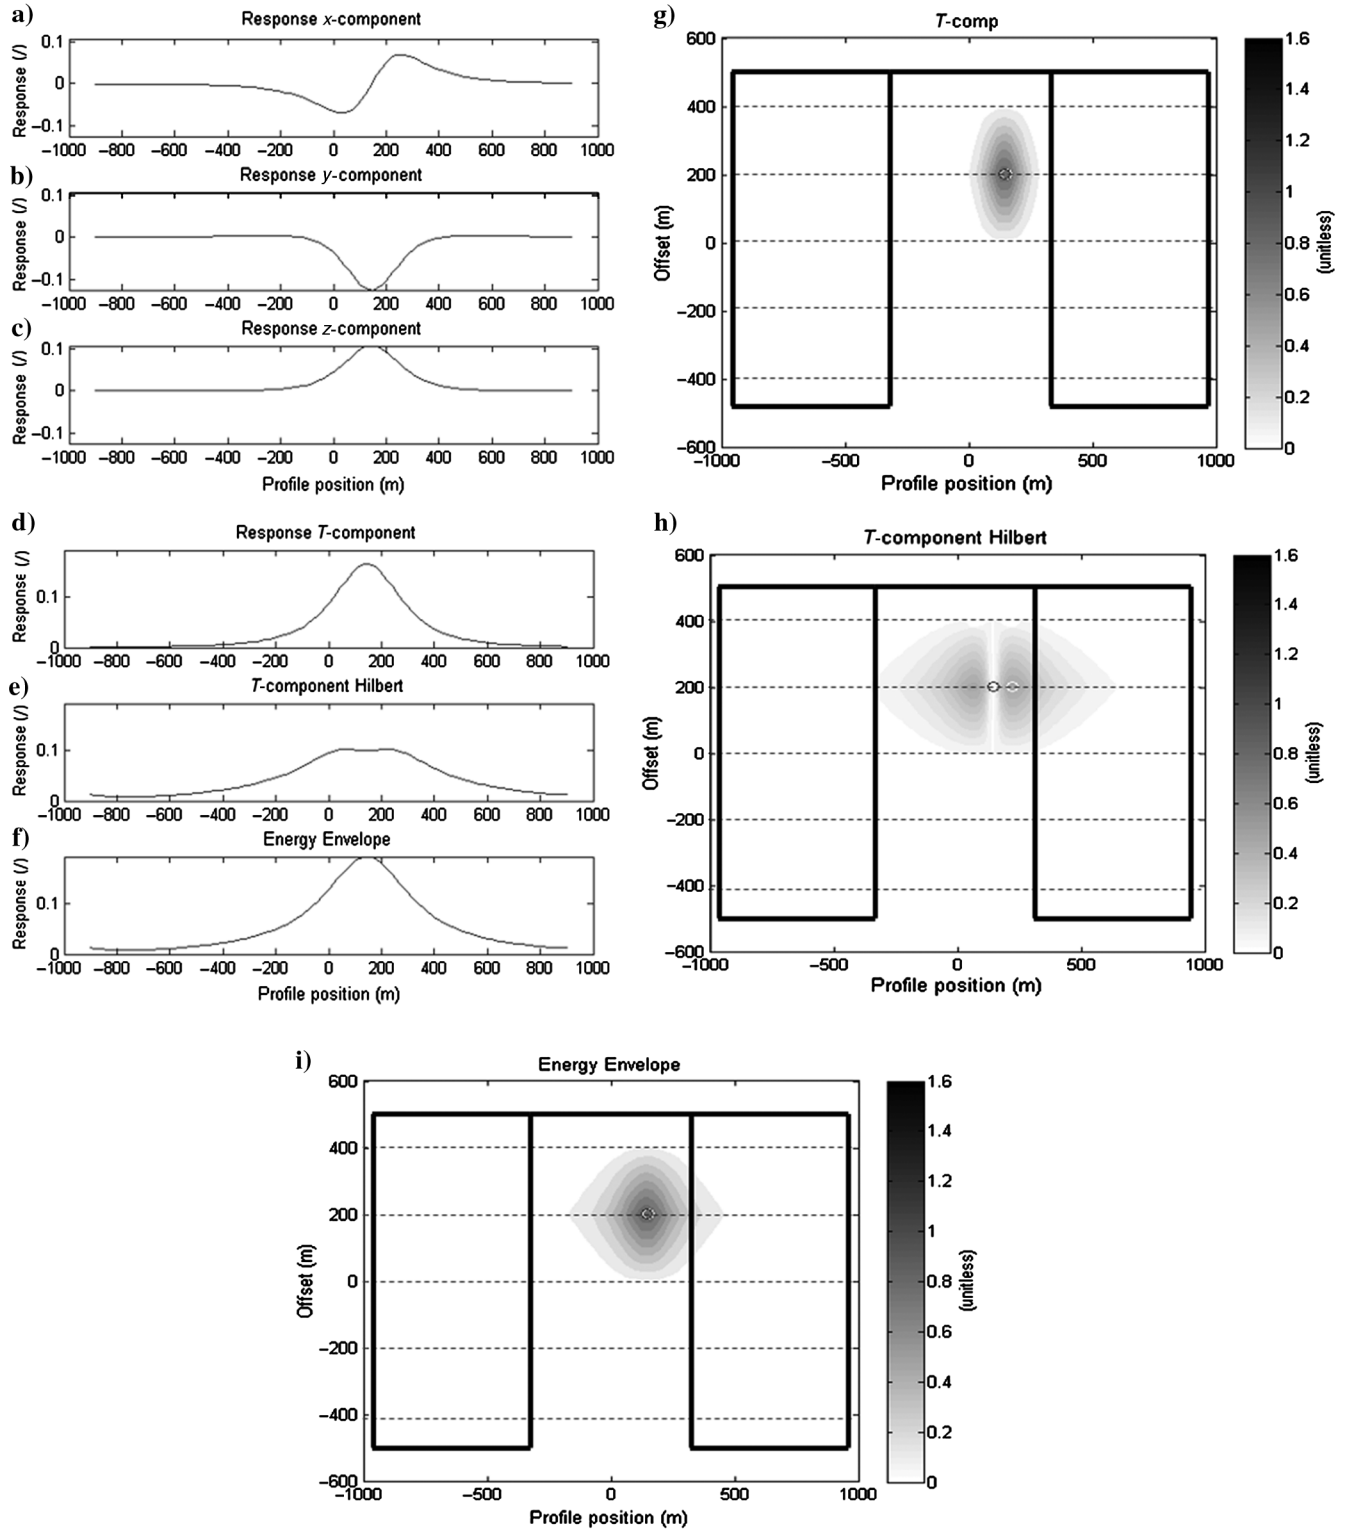 a)
Response x-component
Response (/)
0.1
0
−0.1
−1000 −800 −600 −400 −200 0 200 400 600 800 1000
b)
Response y-component
Response (/)
0.1
0
−0.1
−1000 −800 −600 −400 −200 0 200 400 600 800 1000
c)
Response z-component
Response (/)
0.1
0
−0.1
−1000 −800 −600 −400 −200 0 200 400 600 800 1000
Profile position (m)
g)
T-comp
Offset (m)
600
400
200
0
−200
−400
−600
−1000 −500 0 500 1000
Profile position (m)
1.6
1.4
1.2
1
0.8
0.6
0.4
0.2
0
(unitless)
d)
Response T-component
Response (/)
0.1
0
−1000 −800 −600 −400 −200 0 200 400 600 800 1000
e)
T-component Hilbert
Response (/)
0.1
0
−1000 −800 −600 −400 −200 0 200 400 600 800 1000
f)
Energy Envelope
Response (/)
0.1
0
−1000 −800 −600 −400 −200 0 200 400 600 800 1000
Profile position (m)
h)
T-component Hilbert
Offset (m)
600
400
200
0
−200
−400
−600
−1000 −500 0 500 1000
Profile position (m)
1.6
1.4
1.2
1
0.8
0.6
0.4
0.2
0
(unitless)
i)
Energy Envelope
Offset (m)
600
400
200
0
−200
−400
−600
−1000 −500 0 500 1000
Profile position (m)
1.6
1.4
1.2
1
0.8
0.6
0.4
0.2
0
(unitless)